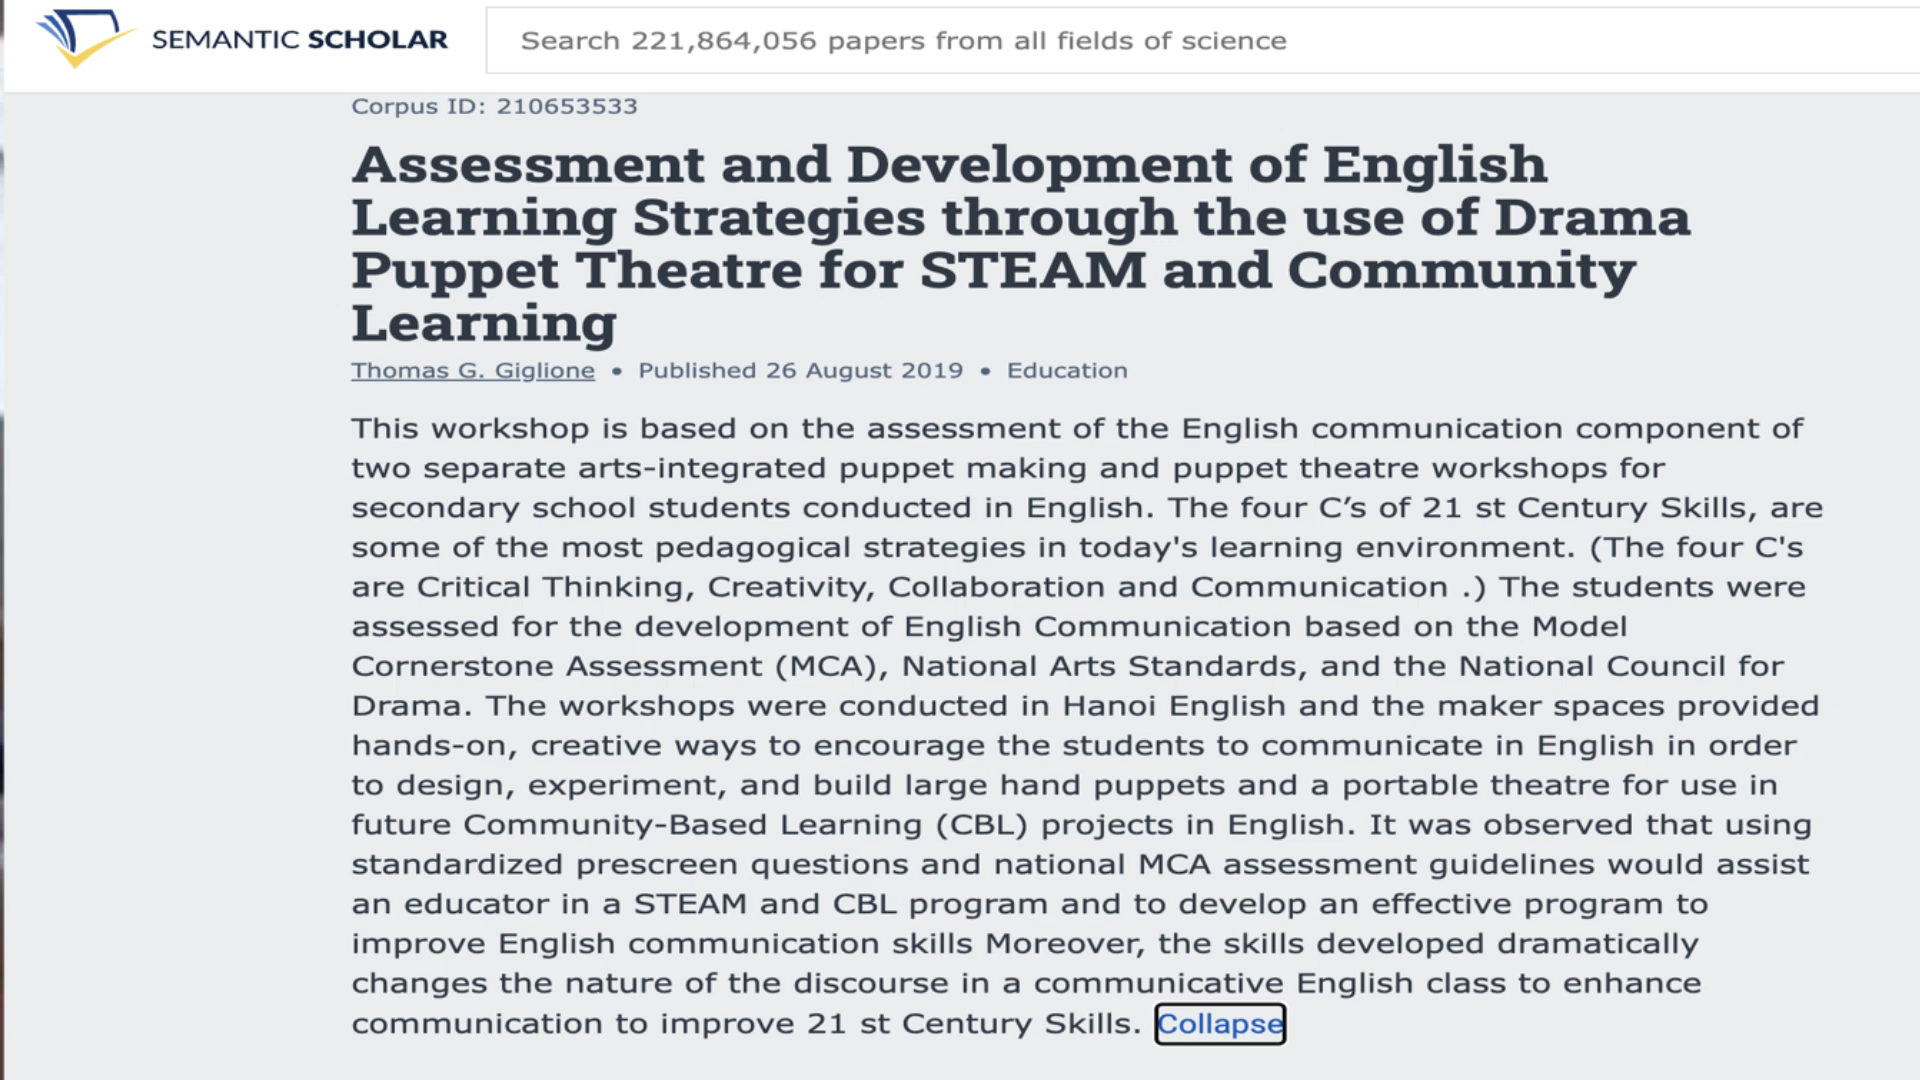 SEMANTIC SCHOLAR
Search 221,864,056 papers from all fields of science
Corpus ID: 210653533
Assessment and Development of English
Learning Strategies through the use of Drama
Puppet Theatre for STEAM and Community
Learning
Thomas G. Giglione • Published 26 August 2019 • Education
This workshop is based on the assessment of the English communication component of
two separate arts-integrated puppet making and puppet theatre workshops for
secondary school students conducted in English. The four C’s of 21 st Century Skills, are
some of the most pedagogical strategies in today's learning environment. (The four C's
are Critical Thinking, Creativity, Collaboration and Communication .) The students were
assessed for the development of English Communication based on the Model
Cornerstone Assessment (MCA), National Arts Standards, and the National Council for
Drama. The workshops were conducted in Hanoi English and the maker spaces provided
hands-on, creative ways to encourage the students to communicate in English in order
to design, experiment, and build large hand puppets and a portable theatre for use in
future Community-Based Learning (CBL) projects in English. It was observed that using
standardized prescreen questions and national MCA assessment guidelines would assist
an educator in a STEAM and CBL program and to develop an effective program to
improve English communication skills Moreover, the skills developed dramatically
changes the nature of the discourse in a communicative English class to enhance
communication to improve 21 st Century Skills. Collapse